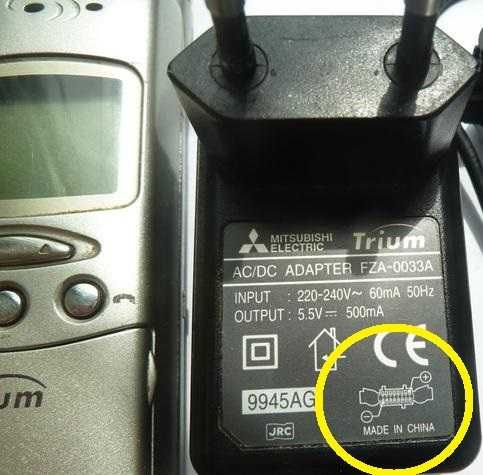 um
MITSUBISHI
ELECTRIC
Trium
AC/DC ADAPTER FZA-0033A
INPUT : 220-240V~ 60mA 50Hz
OUTPUT : 5.5V⎓ 500mA
CE
9945AG
JRC
MADE IN CHINA